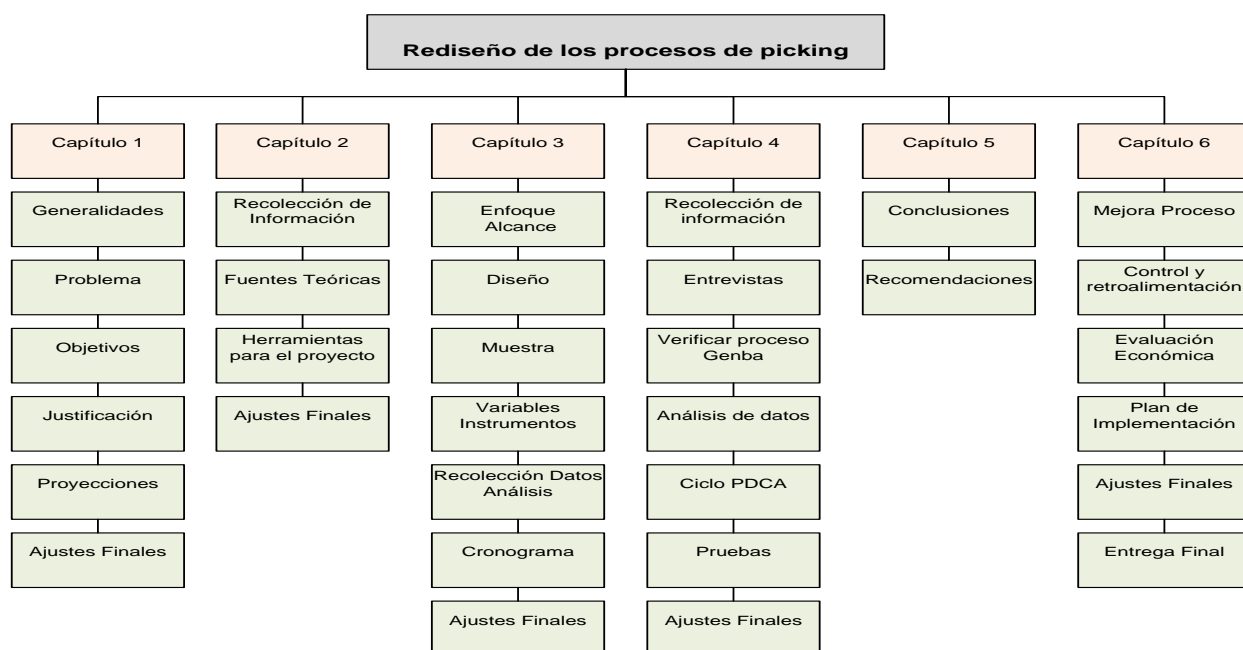 Rediseño de los procesos de picking
Capítulo 1
Generalidades
Problema
Objetivos
Justificación
Proyecciones
Ajustes Finales
Capítulo 2
Recolección de
Información
Fuentes Teóricas
Herramientas
para el proyecto
Ajustes Finales
Capítulo 3
Enfoque
Alcance
Diseño
Muestra
Variables
Instrumentos
Recolección Datos
Análisis
Cronograma
Ajustes Finales
Capítulo 4
Recolección de
información
Entrevistas
Verificar proceso
Genba
Análisis de datos
Ciclo PDCA
Pruebas
Ajustes Finales
Capítulo 5
Conclusiones
Recomendaciones
Capítulo 6
Mejora Proceso
Control y
retroalimentación
Evaluación
Económica
Plan de
Implementación
Ajustes Finales
Entrega Final